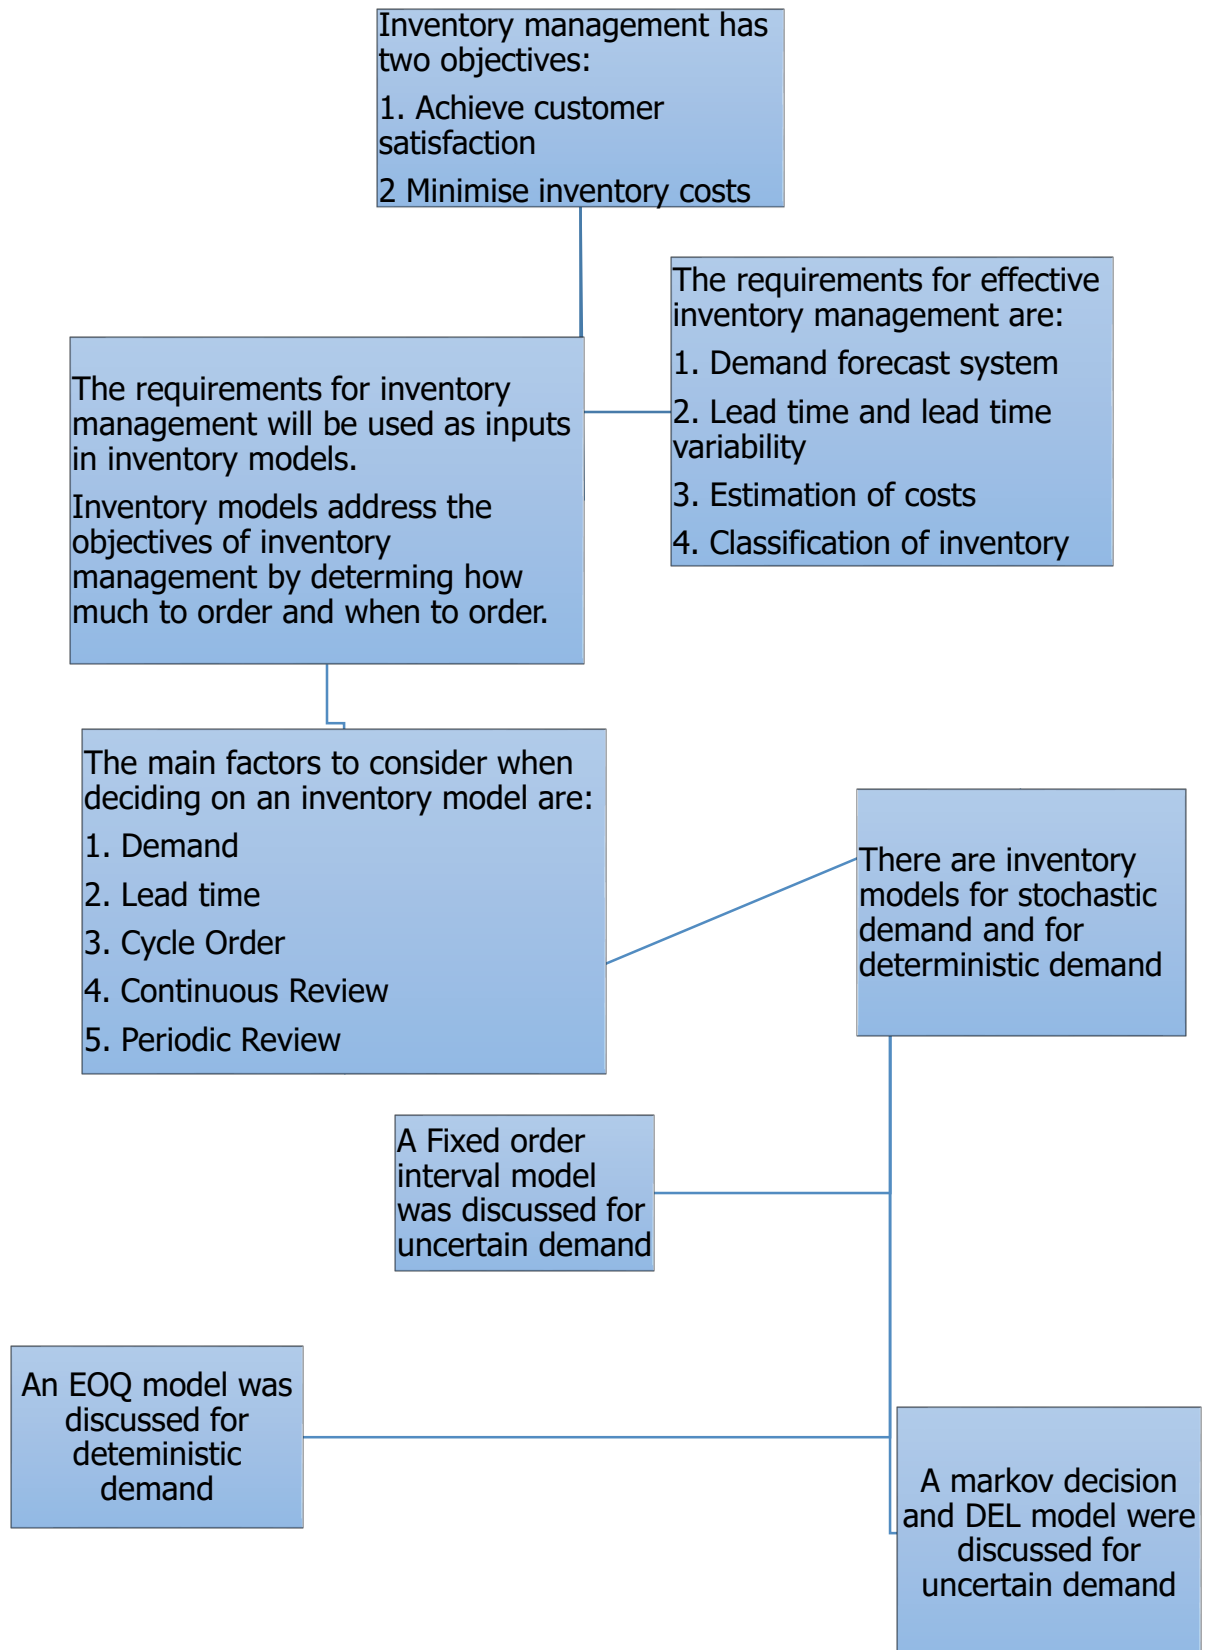 Inventory management has
two objectives:
1. Achieve customer
satisfaction
2 Minimise inventory costs
The requirements for effective
inventory management are:
1. Demand forecast system
2. Lead time and lead time
variability
3. Estimation of costs
4. Classification of inventory
The requirements for inventory
management will be used as inputs
in inventory models.
Inventory models address the
objectives of inventory
management by determing how
much to order and when to order.
The main factors to consider when
deciding on an inventory model are:
1. Demand
2. Lead time
3. Cycle Order
4. Continuous Review
5. Periodic Review
There are inventory
models for stochastic
demand and for
deterministic demand
A Fixed order
interval model
was discussed for
uncertain demand
An EOQ model was
discussed for
deteministic
demand
A markov decision
and DEL model were
discussed for
uncertain demand